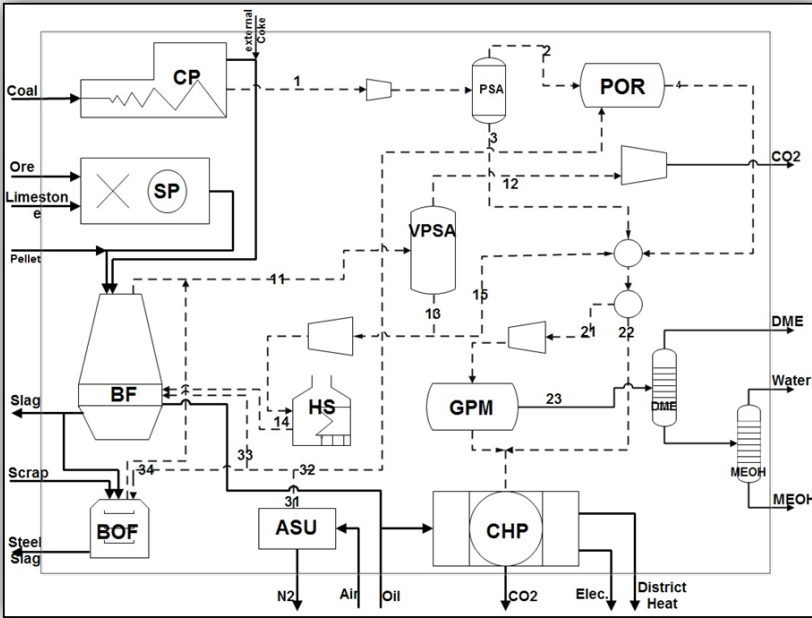 external
Coke
CP
1
PSA
2
POR
4
Coal
3
Ore
SP
12
CO2
Limeston
e
VPSA
Pellet
11
15
13
21
22
DME
BF
HS
GPM
23
DME
Water
Slag
14
MEOH
33
34
32
Scrap
31
MEOH
BOF
ASU
CHP
Steel
Slag
N2
Air
Oil
CO2
Elec.
District
Heat